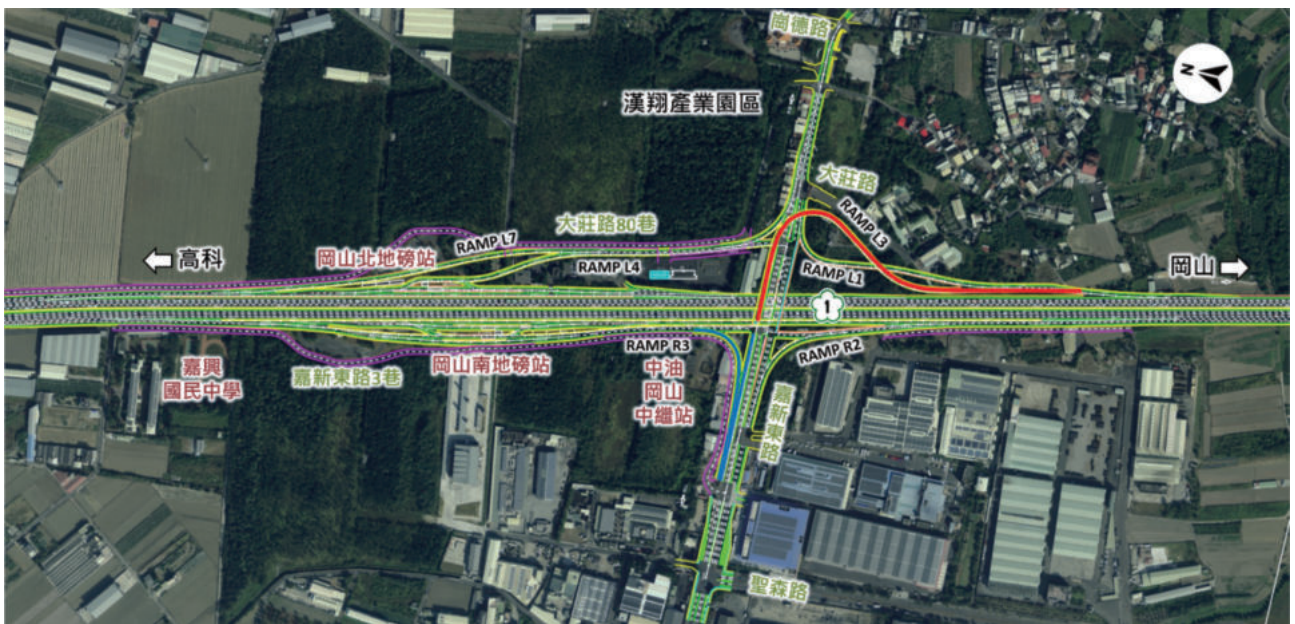 崗德路
N
漢翔產業園區
大莊路
RAMP L3
大莊路80巷
RAMP L7
高科
岡山北地磅站
RAMP L4
RAMP L1
岡山
1
RAMP R3
RAMP R2
嘉興
國民中學
嘉新東路3巷
岡山南地磅站
中油
岡山
中繼站
嘉新東路
聖森路